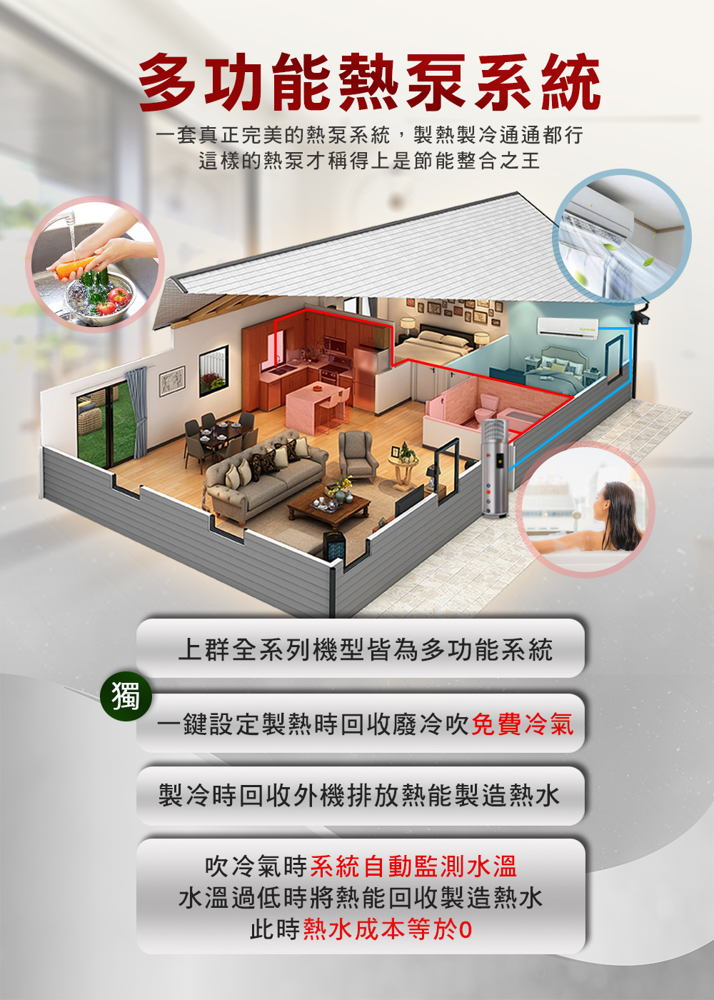 多功能熱泵系統
一套真正完美的熱泵系統，製熱製冷通通都行
這樣的熱泵才稱得上是節能整合之王
上群全系列機型皆為多功能系統
獨
一鍵設定製熱時回收廢冷吹免費冷氣
製冷時回收外機排放熱能製造熱水
吹冷氣時系統自動監測水溫
水溫過低時將熱能回收製造熱水
此時熱水成本等於0